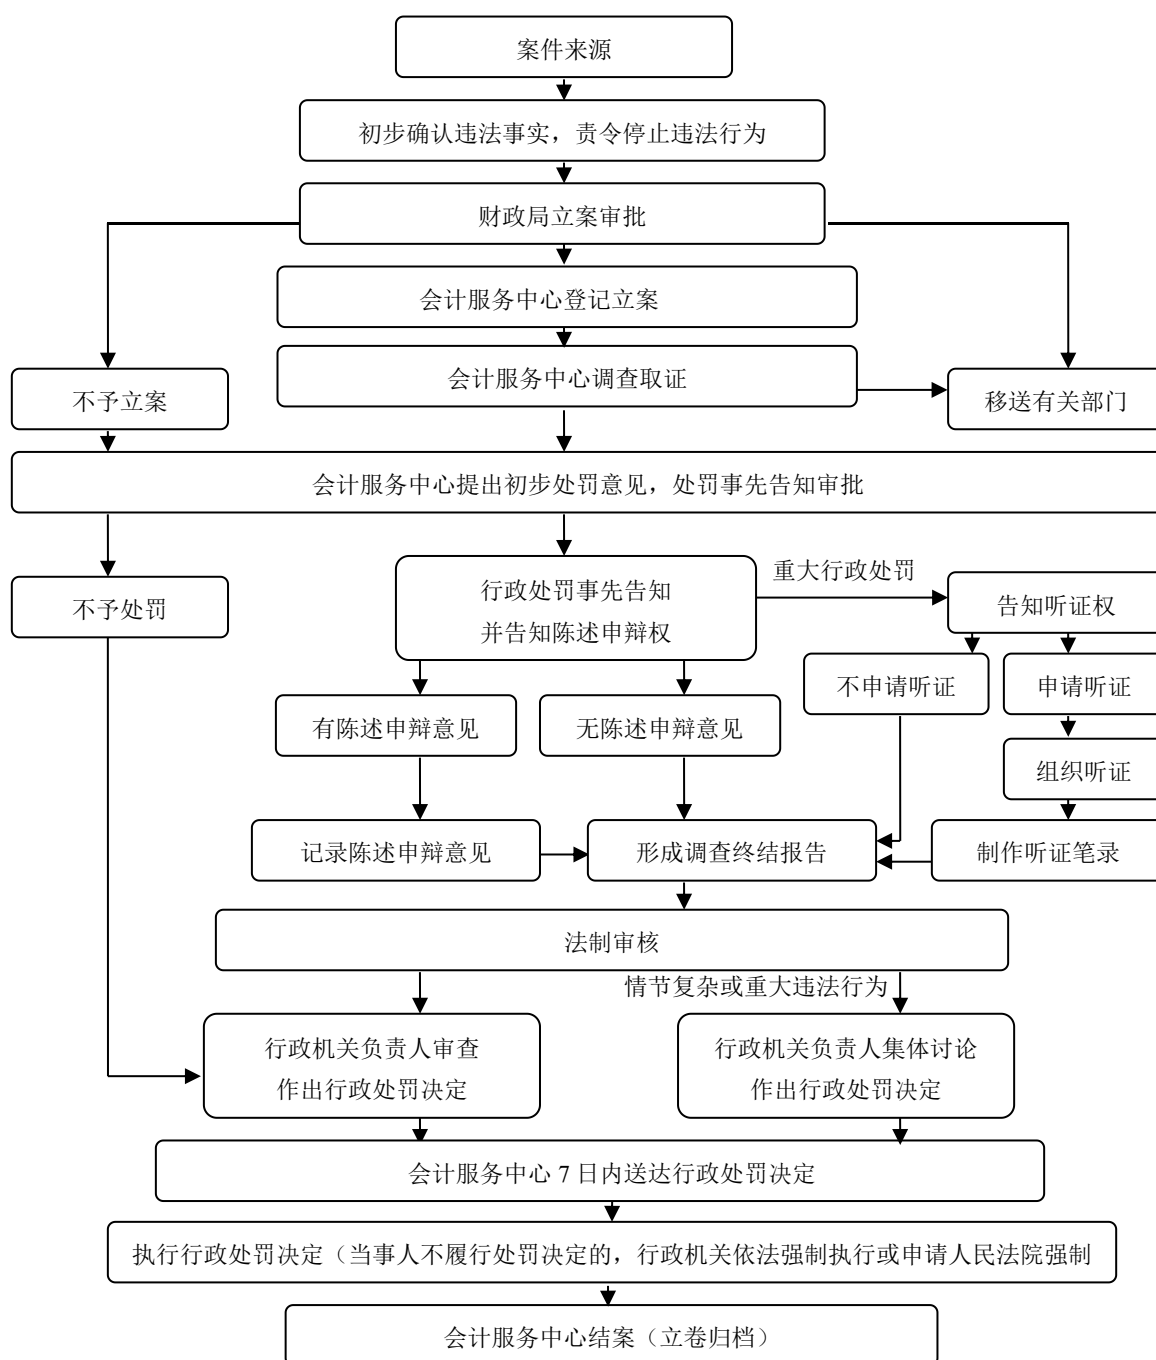 案件来源
初步确认违法事实，责令停止违法行为
财政局立案审批
会计服务中心登记立案
会计服务中心调查取证
不予立案
移送有关部门
会计服务中心提出初步处罚意见，处罚事先告知审批
行政处罚事先告知
并告知陈述申辩权
重大行政处罚
告知听证权
不予处罚
不申请听证
申请听证
有陈述申辩意见
无陈述申辩意见
组织听证
记录陈述申辩意见
形成调查终结报告
制作听证笔录
法制审核
情节复杂或重大违法行为
行政机关负责人审查
作出行政处罚决定
行政机关负责人集体讨论
作出行政处罚决定
会计服务中心 7 日内送达行政处罚决定
执行行政处罚决定（当事人不履行处罚决定的，行政机关依法强制执行或申请人民法院强制
会计服务中心结案（立卷归档）